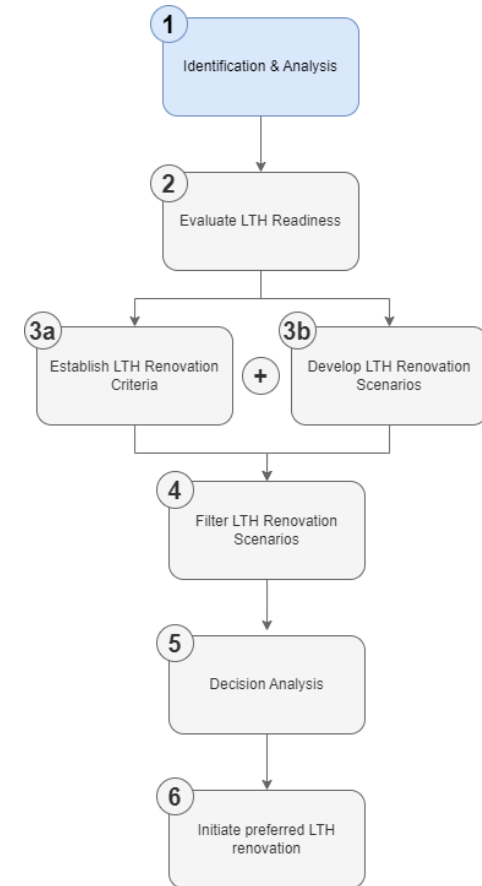 1
Identification & Analysis
2
Evaluate LTH Readiness
3a
Establish LTH Renovation
Criteria
+
3b
Develop LTH Renovation
Scenarios
4
Filter LTH Renovation
Scenarios
5
Decision Analysis
6
Initiate preferred LTH
renovation